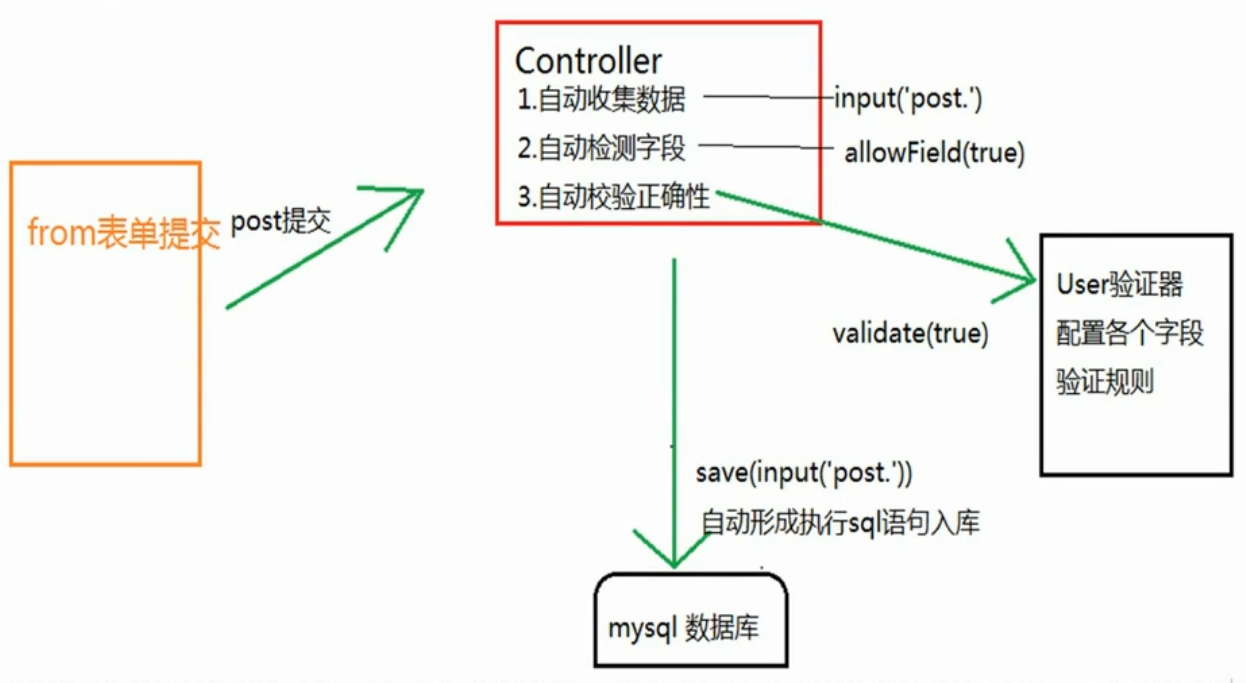 Controller
1.自动收集数据
input('post.')
2.自动检测字段
allowField(true)
3.自动校验正确性
from表单提交
post提交
User验证器
配置各个字段
验证规则
validate(true)
save(input('post.'))
自动形成执行sql语句入库
mysql 数据库